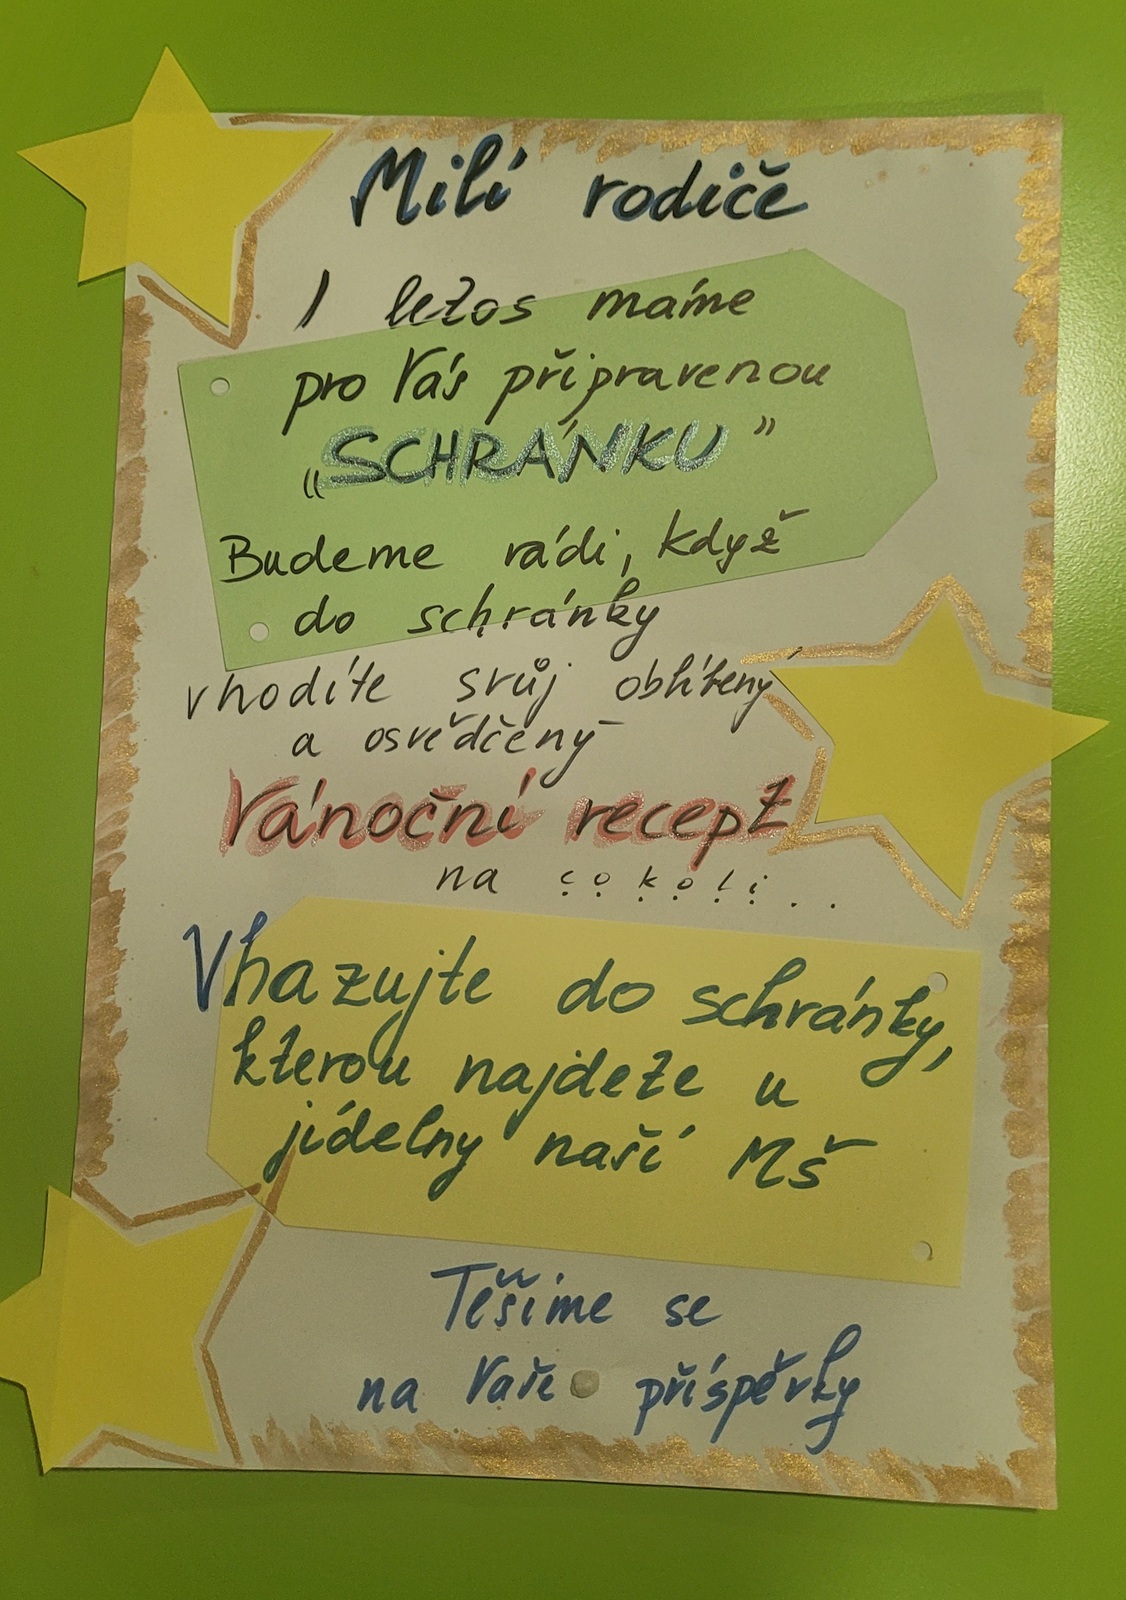 Milí rodiče
I letos máme
pro Vás připravenou
„SCHRÁNKU”
Budeme rádi, když
do schránky
vhodíte svůj oblíbený
a osvědčený
Vánoční recept
na cokoli..
Vhazujte do schránky,
kterou najdete u
jídelny naší MŠ
Těšíme se
na Vaše příspěvky